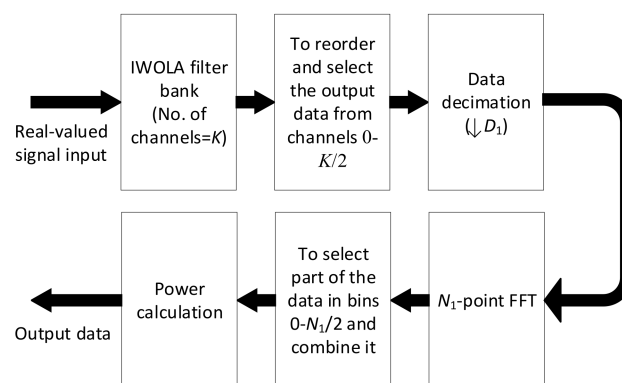 Real-valued
signal input
IWOLA filter
bank
(No. of
channels=K)
To reorder
and select
the output
data from
channels 0-
K/2
Data
decimation
(↓D₁)
N₁-point FFT
To select
part of the
data in bins
0-N₁/2 and
combine it
Power
calculation
Output data